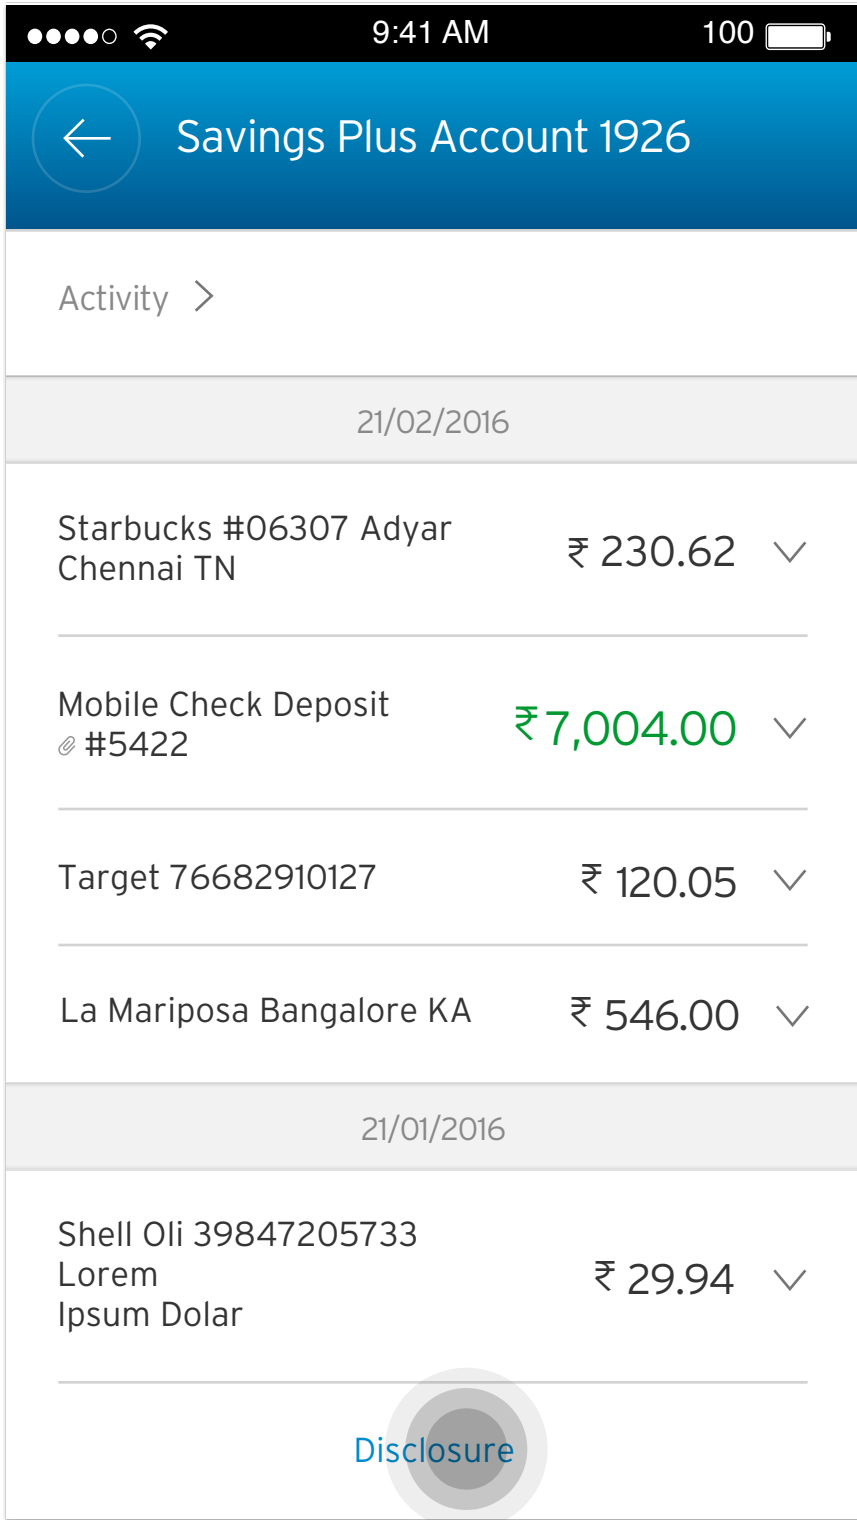 9:41 AM 100
Savings Plus Account 1926
Activity
21/02/2016
Starbucks #06307 Adyar
Chennai TN
₹ 230.62
Mobile Check Deposit
#5422
₹ 7,004.00
Target 76682910127 ₹ 120.05
La Mariposa Bangalore KA ₹ 546.00
21/01/2016
Shell Oli 39847205733
Lorem
Ipsum Dolar
₹ 29.94
Disclosure